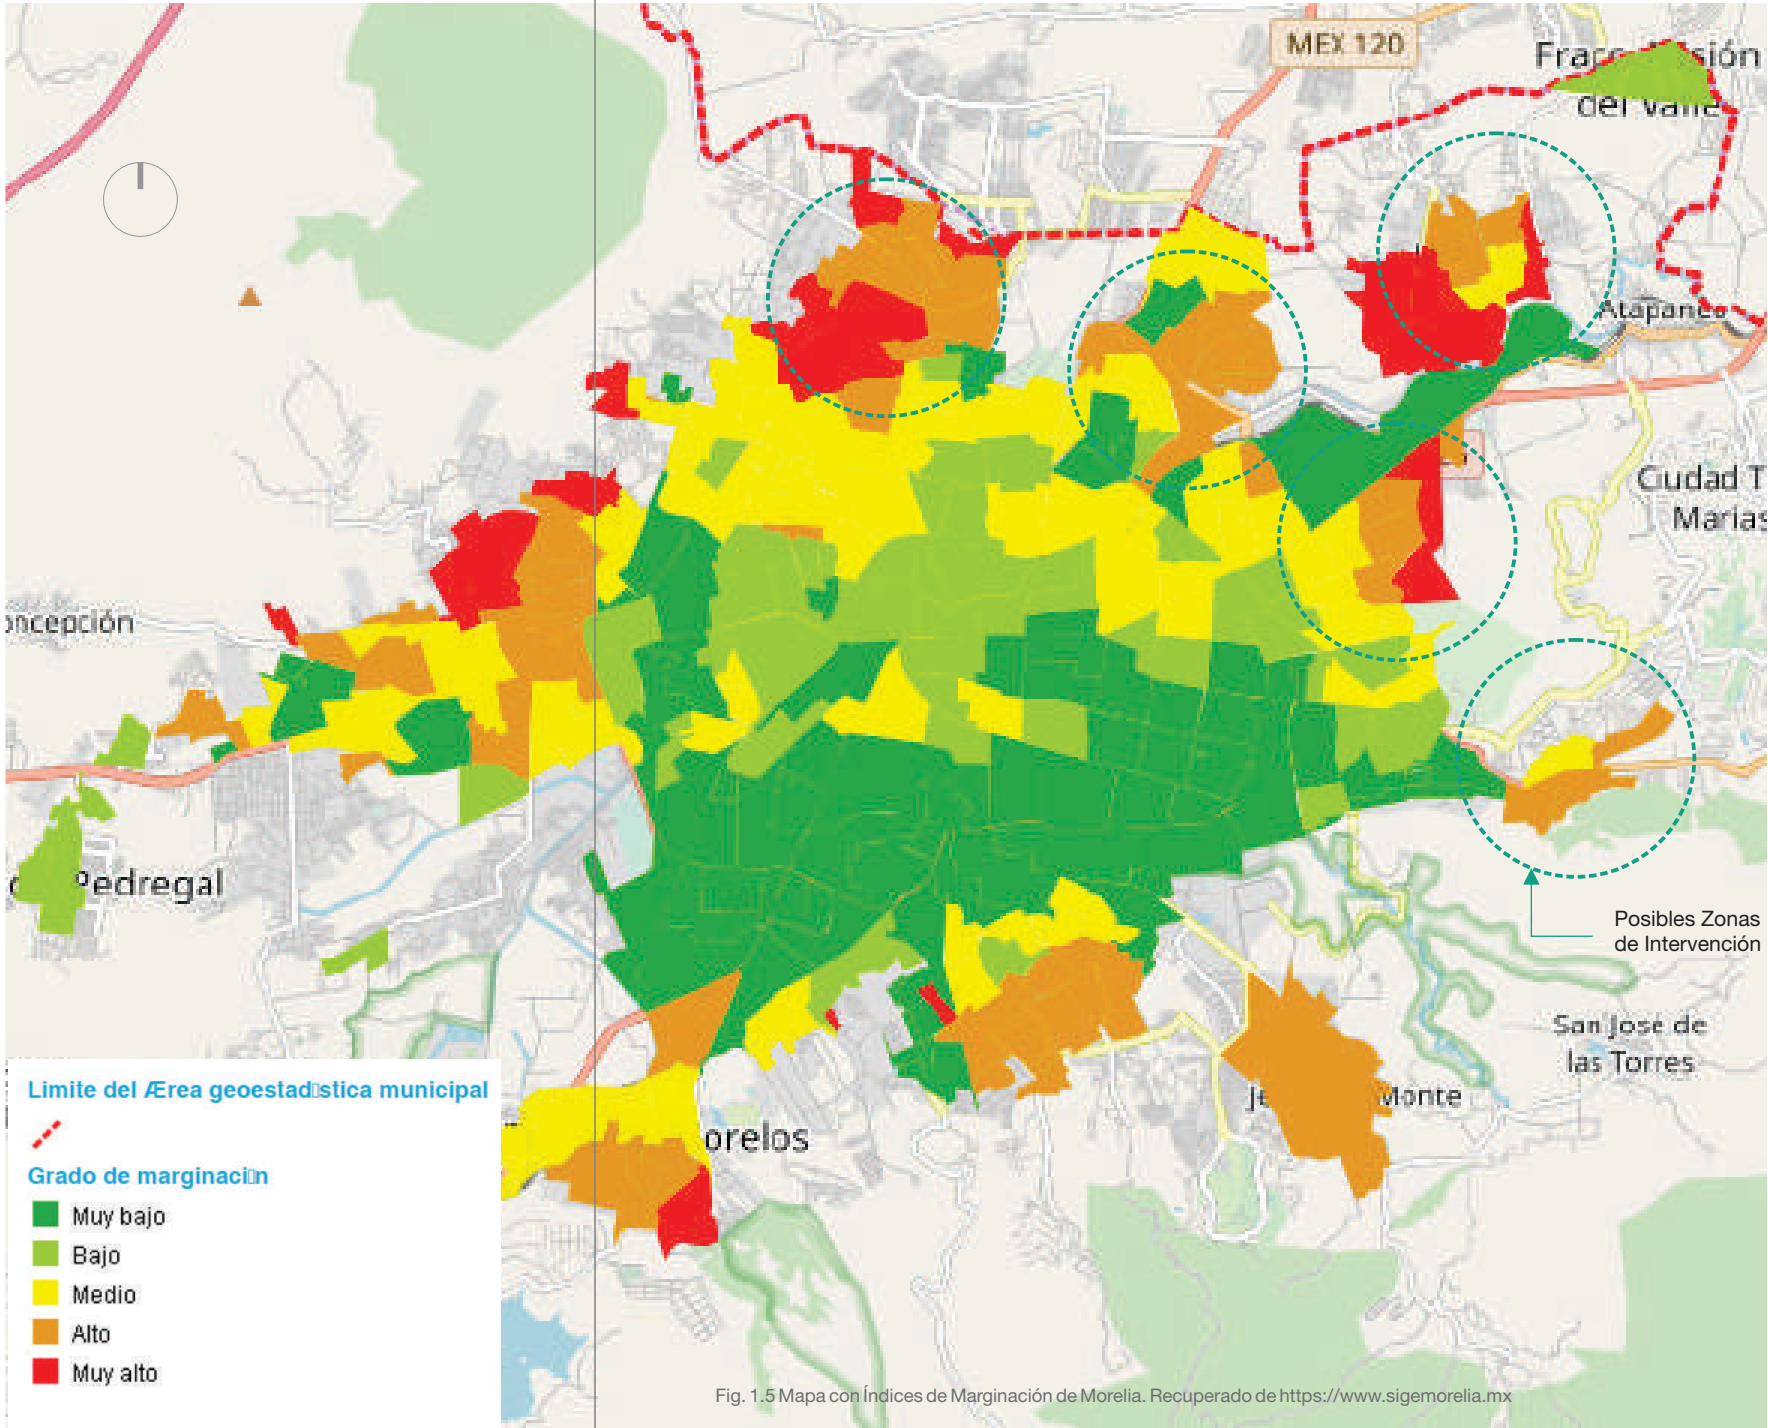 MEX 120
del Valle
Atapaneo
Ciudad T
Marias
oncepción
Pedregal
Posibles Zonas
de Intervención
San Jose de
las Torres
Monte
orelos
Limite del Ærea geoestad▯stica municipal
Grado de marginaci▯n
Muy bajo
Bajo
Medio
Alto
Muy alto
Fig. 1.5 Mapa con Índices de Marginación de Morelia. Recuperado de https://www.sigemorelia.mx